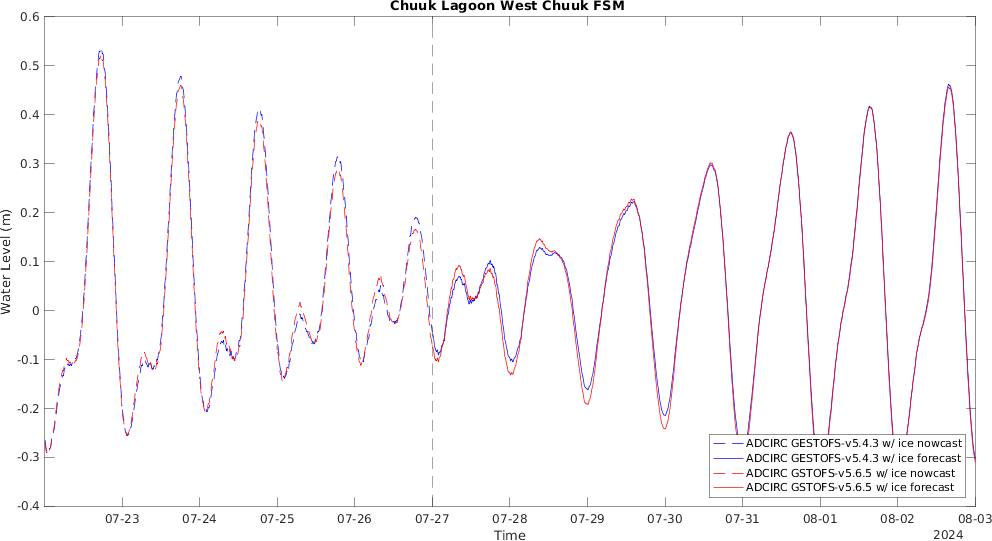 Chuuk Lagoon West Chuuk FSM
0.6
0.5
0.4
0.3
0.2
0.1
0
-0.1
-0.2
-0.3
-0.4
Water Level (m)
ADCIRC GESTOFS-v5.4.3 w/ ice nowcast
ADCIRC GESTOFS-v5.4.3 w/ ice forecast
ADCIRC GSTOFS-v5.6.5 w/ ice nowcast
ADCIRC GSTOFS-v5.6.5 w/ ice forecast
07-23 07-24 07-25 07-26 07-27 07-28 07-29 07-30 07-31 08-01 08-02 08-03
Time
2024